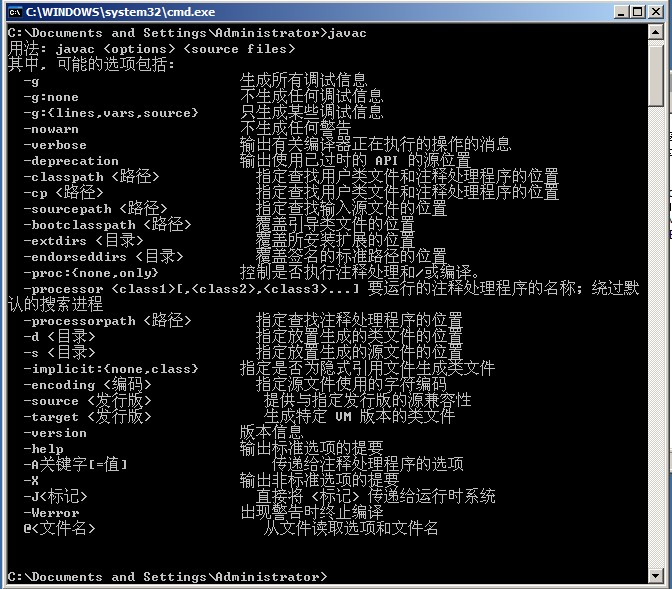 C:\WINDOWS\system32\cmd.exe
C:\Documents and Settings\Administrator>javac
用法: javac <options> <source files>
其中, 可能的选项包括:
-g 生成所有调试信息
-g:none 不生成任何调试信息
-g:{lines,vars,source} 只生成某些调试信息
-nowarn 不生成任何警告
-verbose 输出有关编译器正在执行的操作的消息
-deprecation 输出使用已过时的 API 的源位置
-classpath <路径> 指定查找用户类文件和注释处理程序的位置
-cp <路径> 指定查找用户类文件和注释处理程序的位置
-sourcepath <路径> 指定查找输入源文件的位置
-bootclasspath <路径> 覆盖引导类文件的位置
-extdirs <目录> 覆盖所安装扩展的位置
-endorseddirs <目录> 覆盖签名的标准路径的位置
-proc:{none,only} 控制是否执行注释处理和/或编译。
-processor <class1>[,<class2>,<class3>...] 要运行的注释处理程序的名称; 绕过默
认的搜索进程
-processorpath <路径> 指定查找注释处理程序的位置
-d <目录> 指定放置生成的类文件的位置
-s <目录> 指定放置生成的源文件的位置
-implicit:{none,class} 指定是否为隐式引用文件生成类文件
-encoding <编码> 指定源文件使用的字符编码
-source <发行版> 提供与指定发行版的源兼容性
-target <发行版> 生成特定 VM 版本的类文件
-version 版本信息
-help 输出标准选项的提要
-A关键字[=值] 传递给注释处理程序的选项
-X 输出非标准选项的提要
-J<标记> 直接将 <标记> 传递给运行时系统
-Werror 出现警告时终止编译
@<文件名> 从文件读取选项和文件名
C:\Documents and Settings\Administrator>